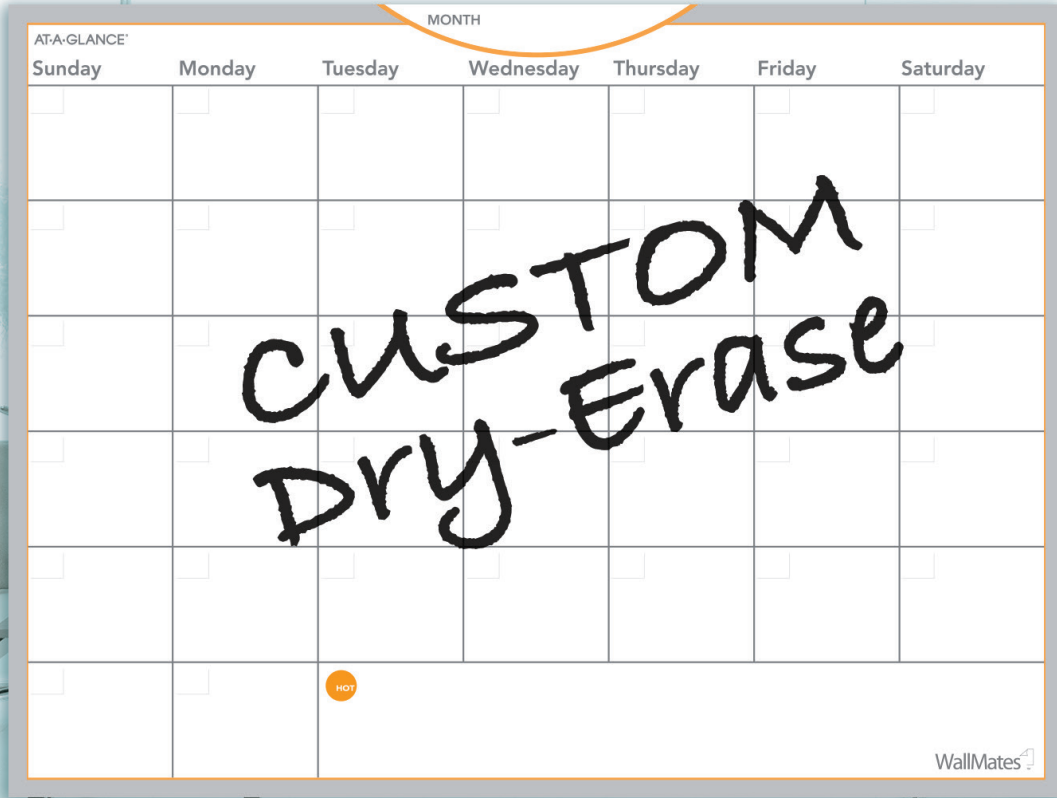 MONTH
AT-A-GLANCE
Sunday Monday Tuesday Wednesday Thursday Friday Saturday
CUSTOM
Dry-Erase
HOT
WallMates